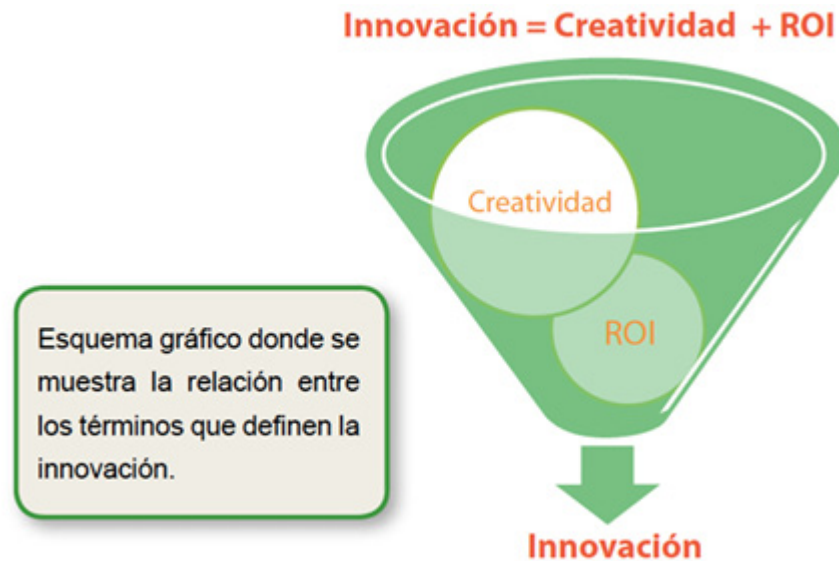 Innovación = Creatividad + ROI
Creatividad
ROI
Esquema gráfico donde se
muestra la relación entre
los términos que definen la
innovación.
Innovación